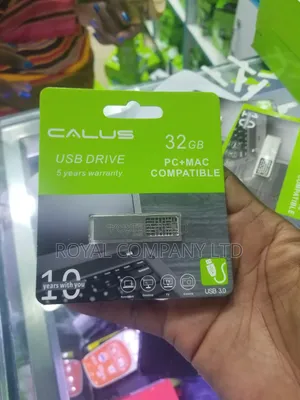 CALUS
32GB
USB DRIVE
5 years warranty
PC+MAC
COMPATIBLE
ROYAL COMPANY LTD
10
years with you
USB 3.0